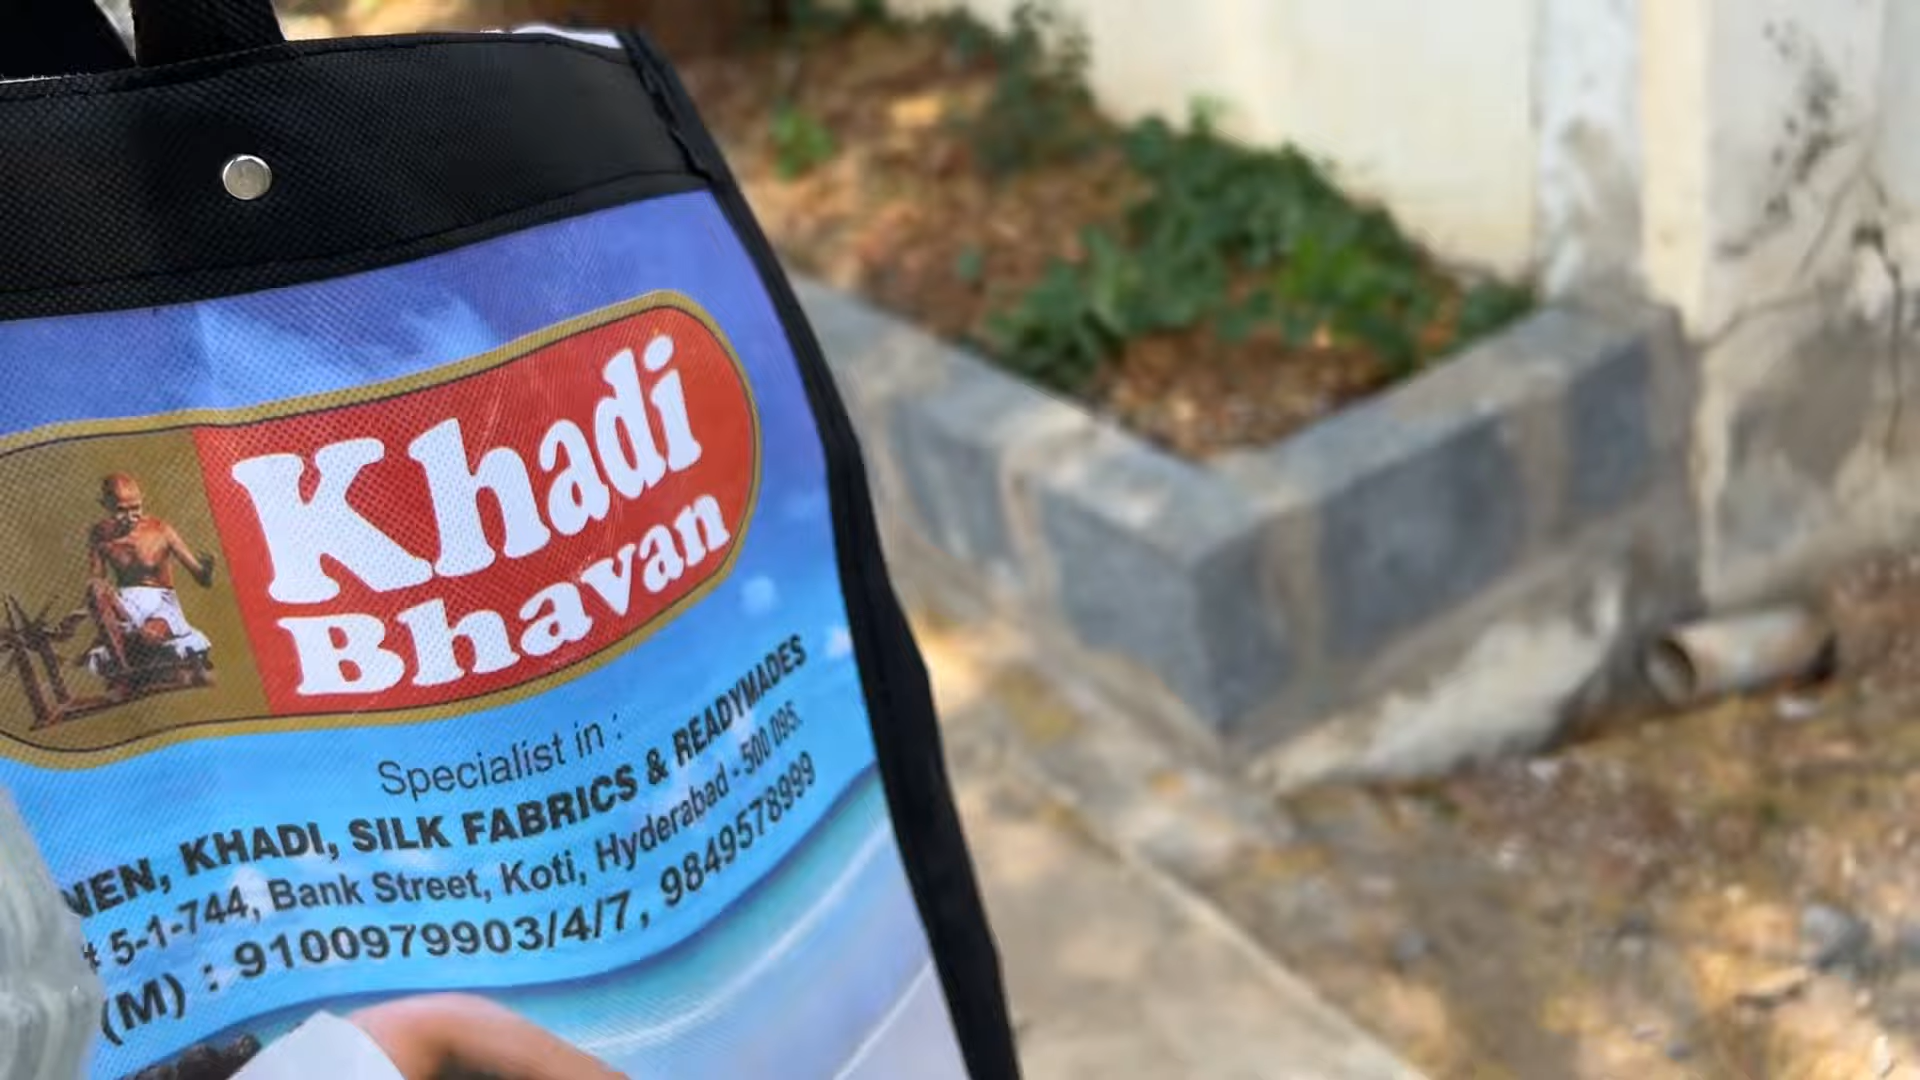 Khadi
Bhavan
Specialist in :
KHADI, SILK FABRICS & READYMADES
# 5-1-744, Bank Street, Koti, Hyderabad - 500 095.
(M) : 9100979903/4/7, 9849578999